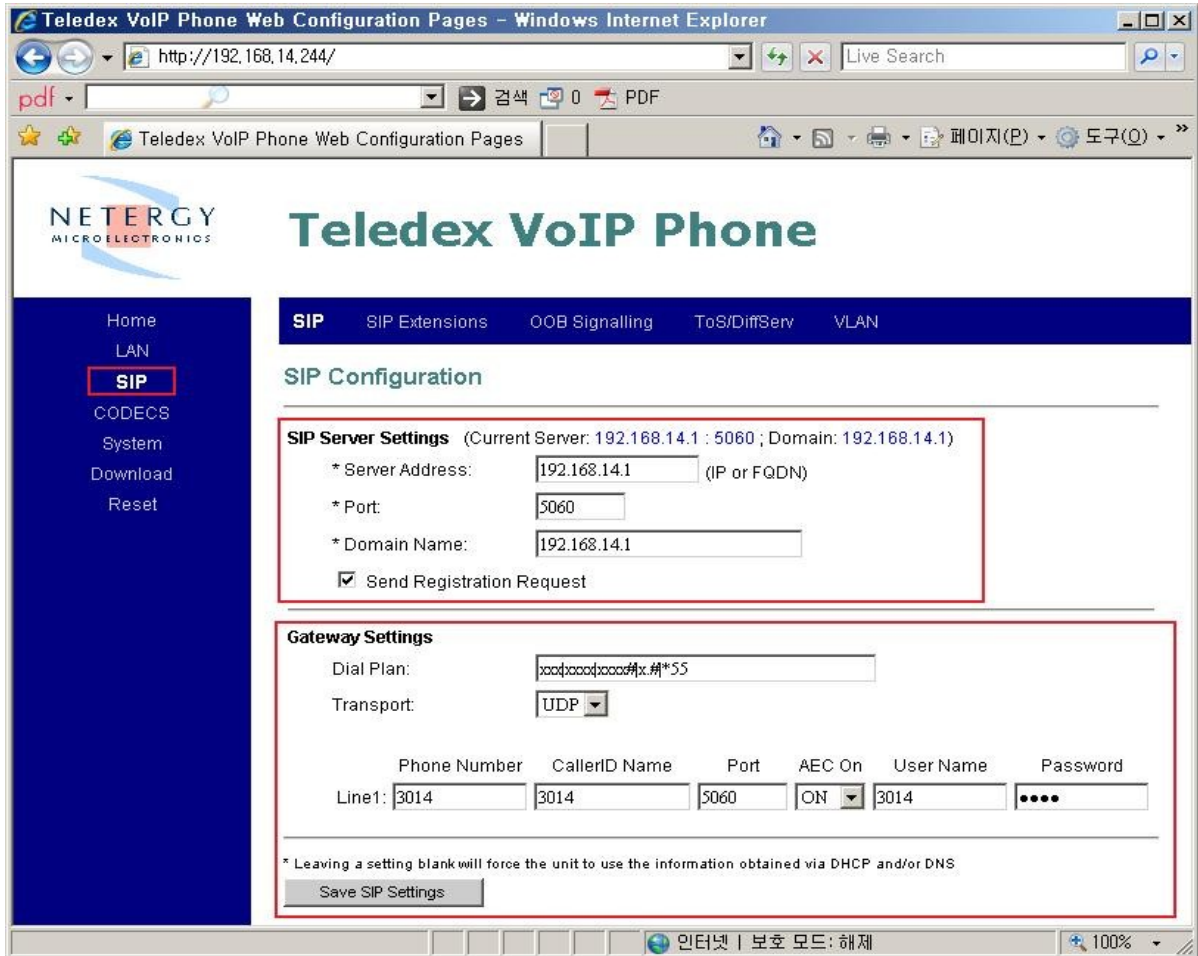 Teledex VoIP Phone Web Configuration Pages - Windows Internet Explorer
http://192.168.14.244/
Live Search
pdf
검색 0 PDF
Teledex VoIP Phone Web Configuration Pages
페이지(P) 도구(O) »
NETERGY
MICROELECTRONICS
Teledex VoIP Phone
Home
LAN
SIP
CODECS
System
Download
Reset
SIP SIP Extensions OOB Signalling ToS/DiffServ VLAN
SIP Configuration
SIP Server Settings (Current Server: 192.168.14.1 : 5060 ; Domain: 192.168.14.1)
* Server Address: 192.168.14.1 (IP or FQDN)
* Port: 5060
* Domain Name: 192.168.14.1
Send Registration Request
Gateway Settings
Dial Plan: xxx|xxxx|xxxx#|x.#|*55
Transport: UDP
Phone Number CallerID Name Port AEC On User Name Password
Line1: 3014 3014 5060 ON 3014 ••••
* Leaving a setting blank will force the unit to use the information obtained via DHCP and/or DNS
Save SIP Settings
인터넷 | 보호 모드: 해제
100%